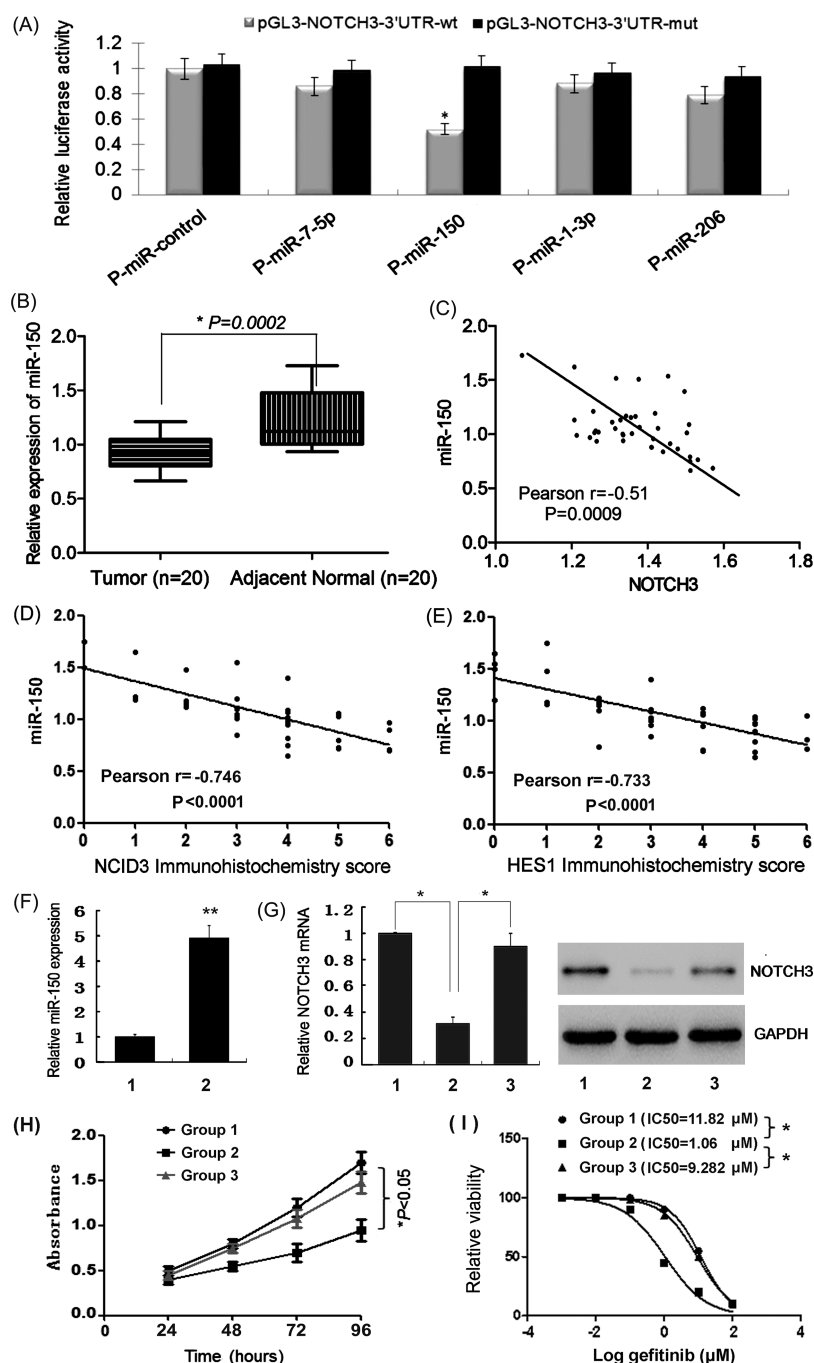 (A)
pGL3-NOTCH3-3'UTR-wt
pGL3-NOTCH3-3'UTR-mut
Relative luciferase activity
1.2
1
0.8
0.6
0.4
0.2
0
*
P-miR-control
P-miR-7-5p
P-miR-150
P-miR-1-3p
P-miR-206
(B)
Relative expression of miR-150
2.0
1.5
1.0
0.5
0.0
* P=0.0002
Tumor (n=20)
Adjacent Normal (n=20)
(C)
miR-150
2.0
1.5
1.0
0.5
0.0
Pearson r=-0.51
P=0.0009
1.0
1.2
1.4
1.6
1.8
NOTCH3
(D)
miR-150
2.0
1.5
1.0
0.5
0.0
Pearson r=-0.746
P<0.0001
0
1
2
3
4
5
6
NCID3 Immunohistochemistry score
(E)
miR-150
2.0
1.5
1.0
0.5
0.0
Pearson r=-0.733
P<0.0001
0
1
2
3
4
5
6
HES1 Immunohistochemistry score
(F)
Relative miR-150 expression
6
5
4
3
2
1
0
**
1
2
(G)
Relative NOTCH3 mRNA
1.2
1
0.8
0.6
0.4
0.2
0
*
*
1
2
3
NOTCH3
GAPDH
1
2
3
(H)
Group 1
Group 2
Group 3
Absorbance
2.0
1.5
1.0
0.5
0.0
*P<0.05
0
24
48
72
96
Time (hours)
(I)
Group 1 (IC50=11.82 μM)
Group 2 (IC50=1.06 μM)
Group 3 (IC50=9.282 μM)
*
*
Relative viability
150
100
50
0
-4
-2
0
2
4
Log gefitinib (μM)